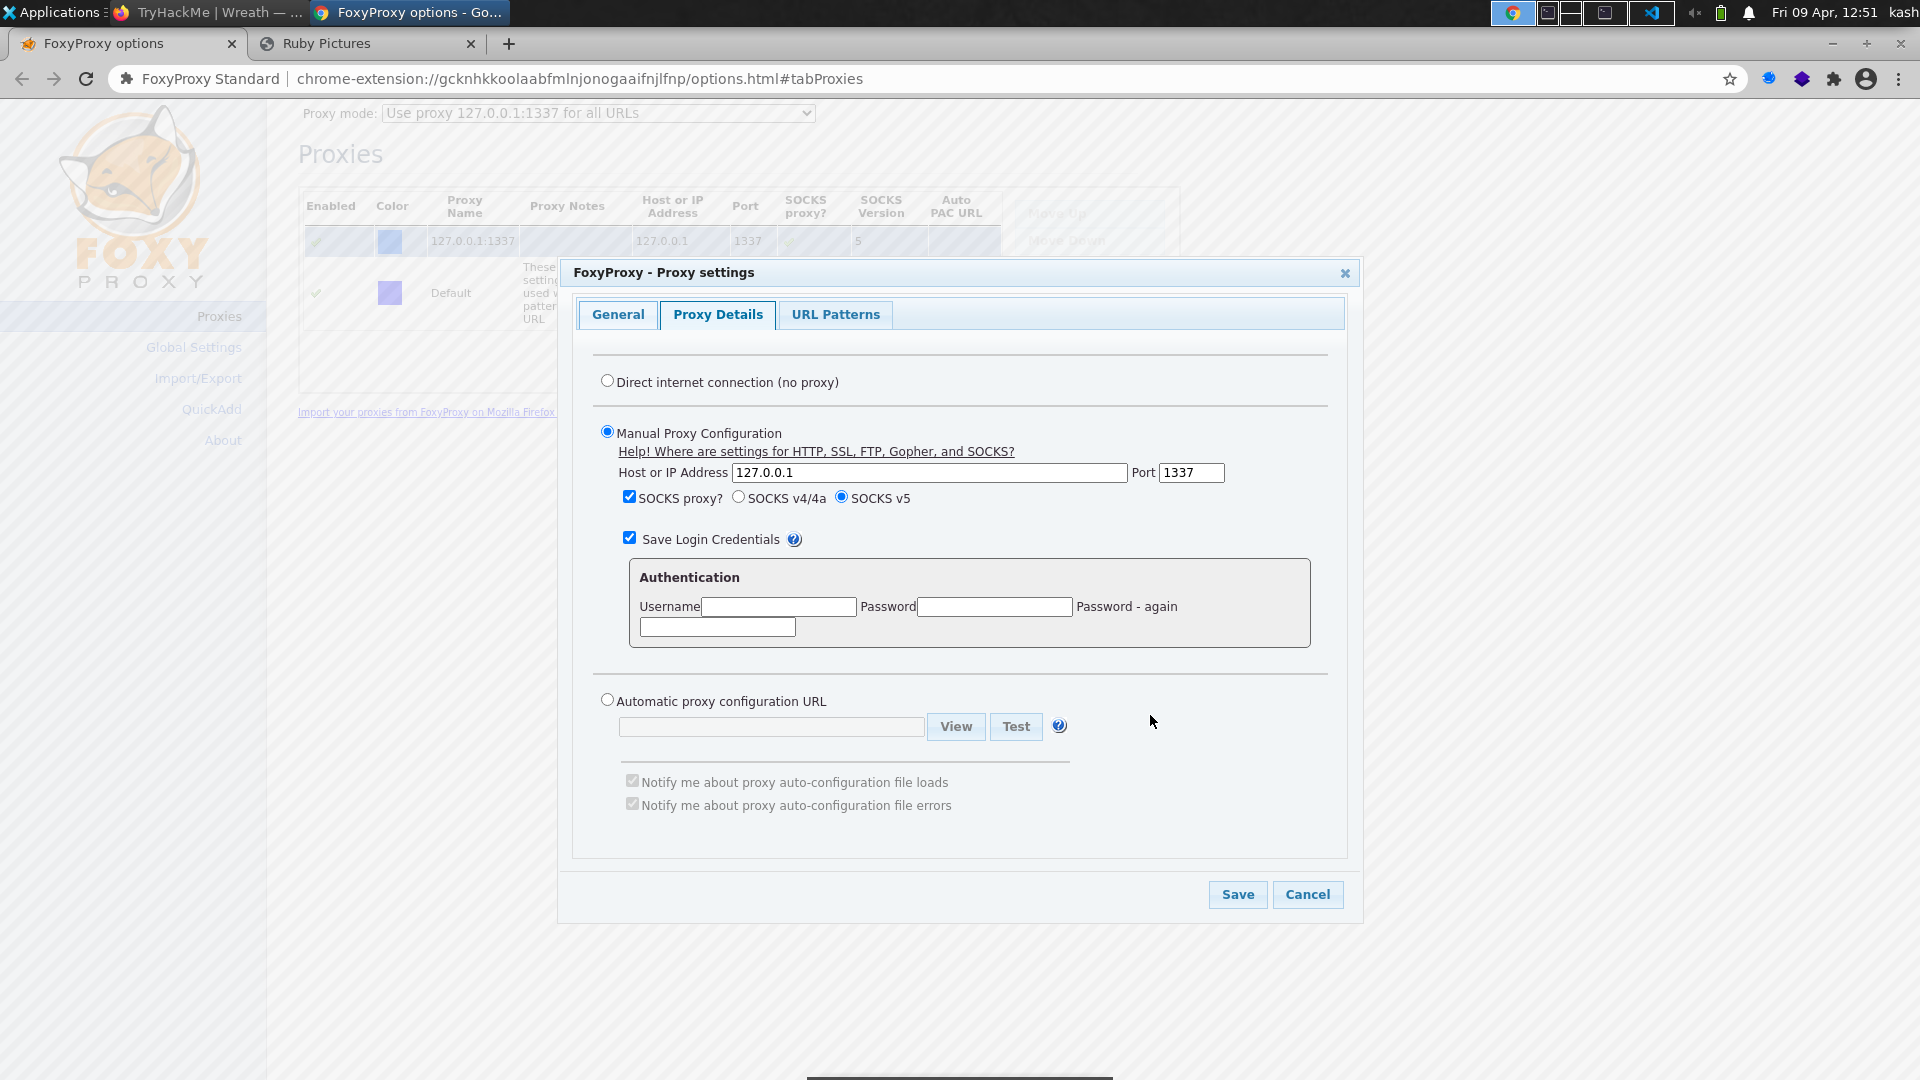 Applications
TryHackMe | Wreath — ...
FoxyProxy options - Go...
Fri 09 Apr, 12:51
kash
FoxyProxy options
Ruby Pictures
FoxyProxy Standard
chrome-extension://gcknhkkoolaabfmlnjonogaaifnjlfnp/options.html#tabProxies
FOXY
PROXY
Proxies
Global Settings
Import/Export
QuickAdd
About
Proxy mode:
Use proxy 127.0.0.1:1337 for all URLs
Proxies
Enabled Color Proxy Name Proxy Notes Host or IP Address Port SOCKS proxy? SOCKS Version Auto PAC URL
127.0.0.1:1337 127.0.0.1 1337 5
Default
These
settin
used
patter
URL
Move Up
Move Down
Import your proxies from FoxyProxy on Mozilla Firefox
FoxyProxy - Proxy settings
General
Proxy Details
URL Patterns
Direct internet connection (no proxy)
Manual Proxy Configuration
Help! Where are settings for HTTP, SSL, FTP, Gopher, and SOCKS?
Host or IP Address 127.0.0.1 Port 1337
SOCKS proxy? SOCKS v4/4a SOCKS v5
Save Login Credentials ?
Authentication
Username Password Password - again
Automatic proxy configuration URL
View Test ?
Notify me about proxy auto-configuration file loads
Notify me about proxy auto-configuration file errors
Save Cancel